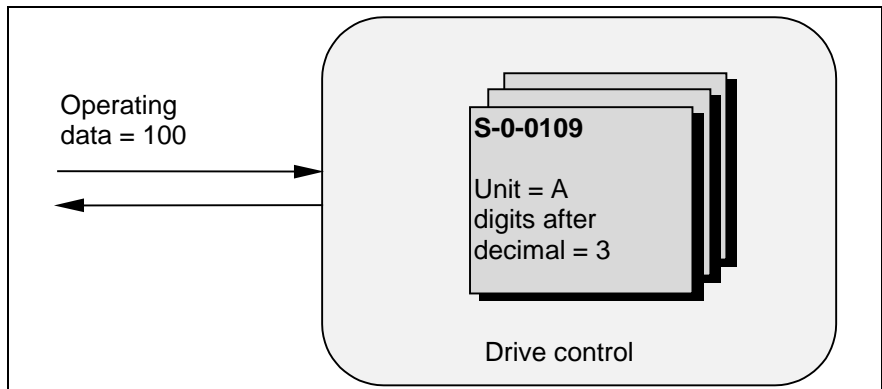 Operating
data = 100
S-0-0109
Unit = A
digits after
decimal = 3
Drive control